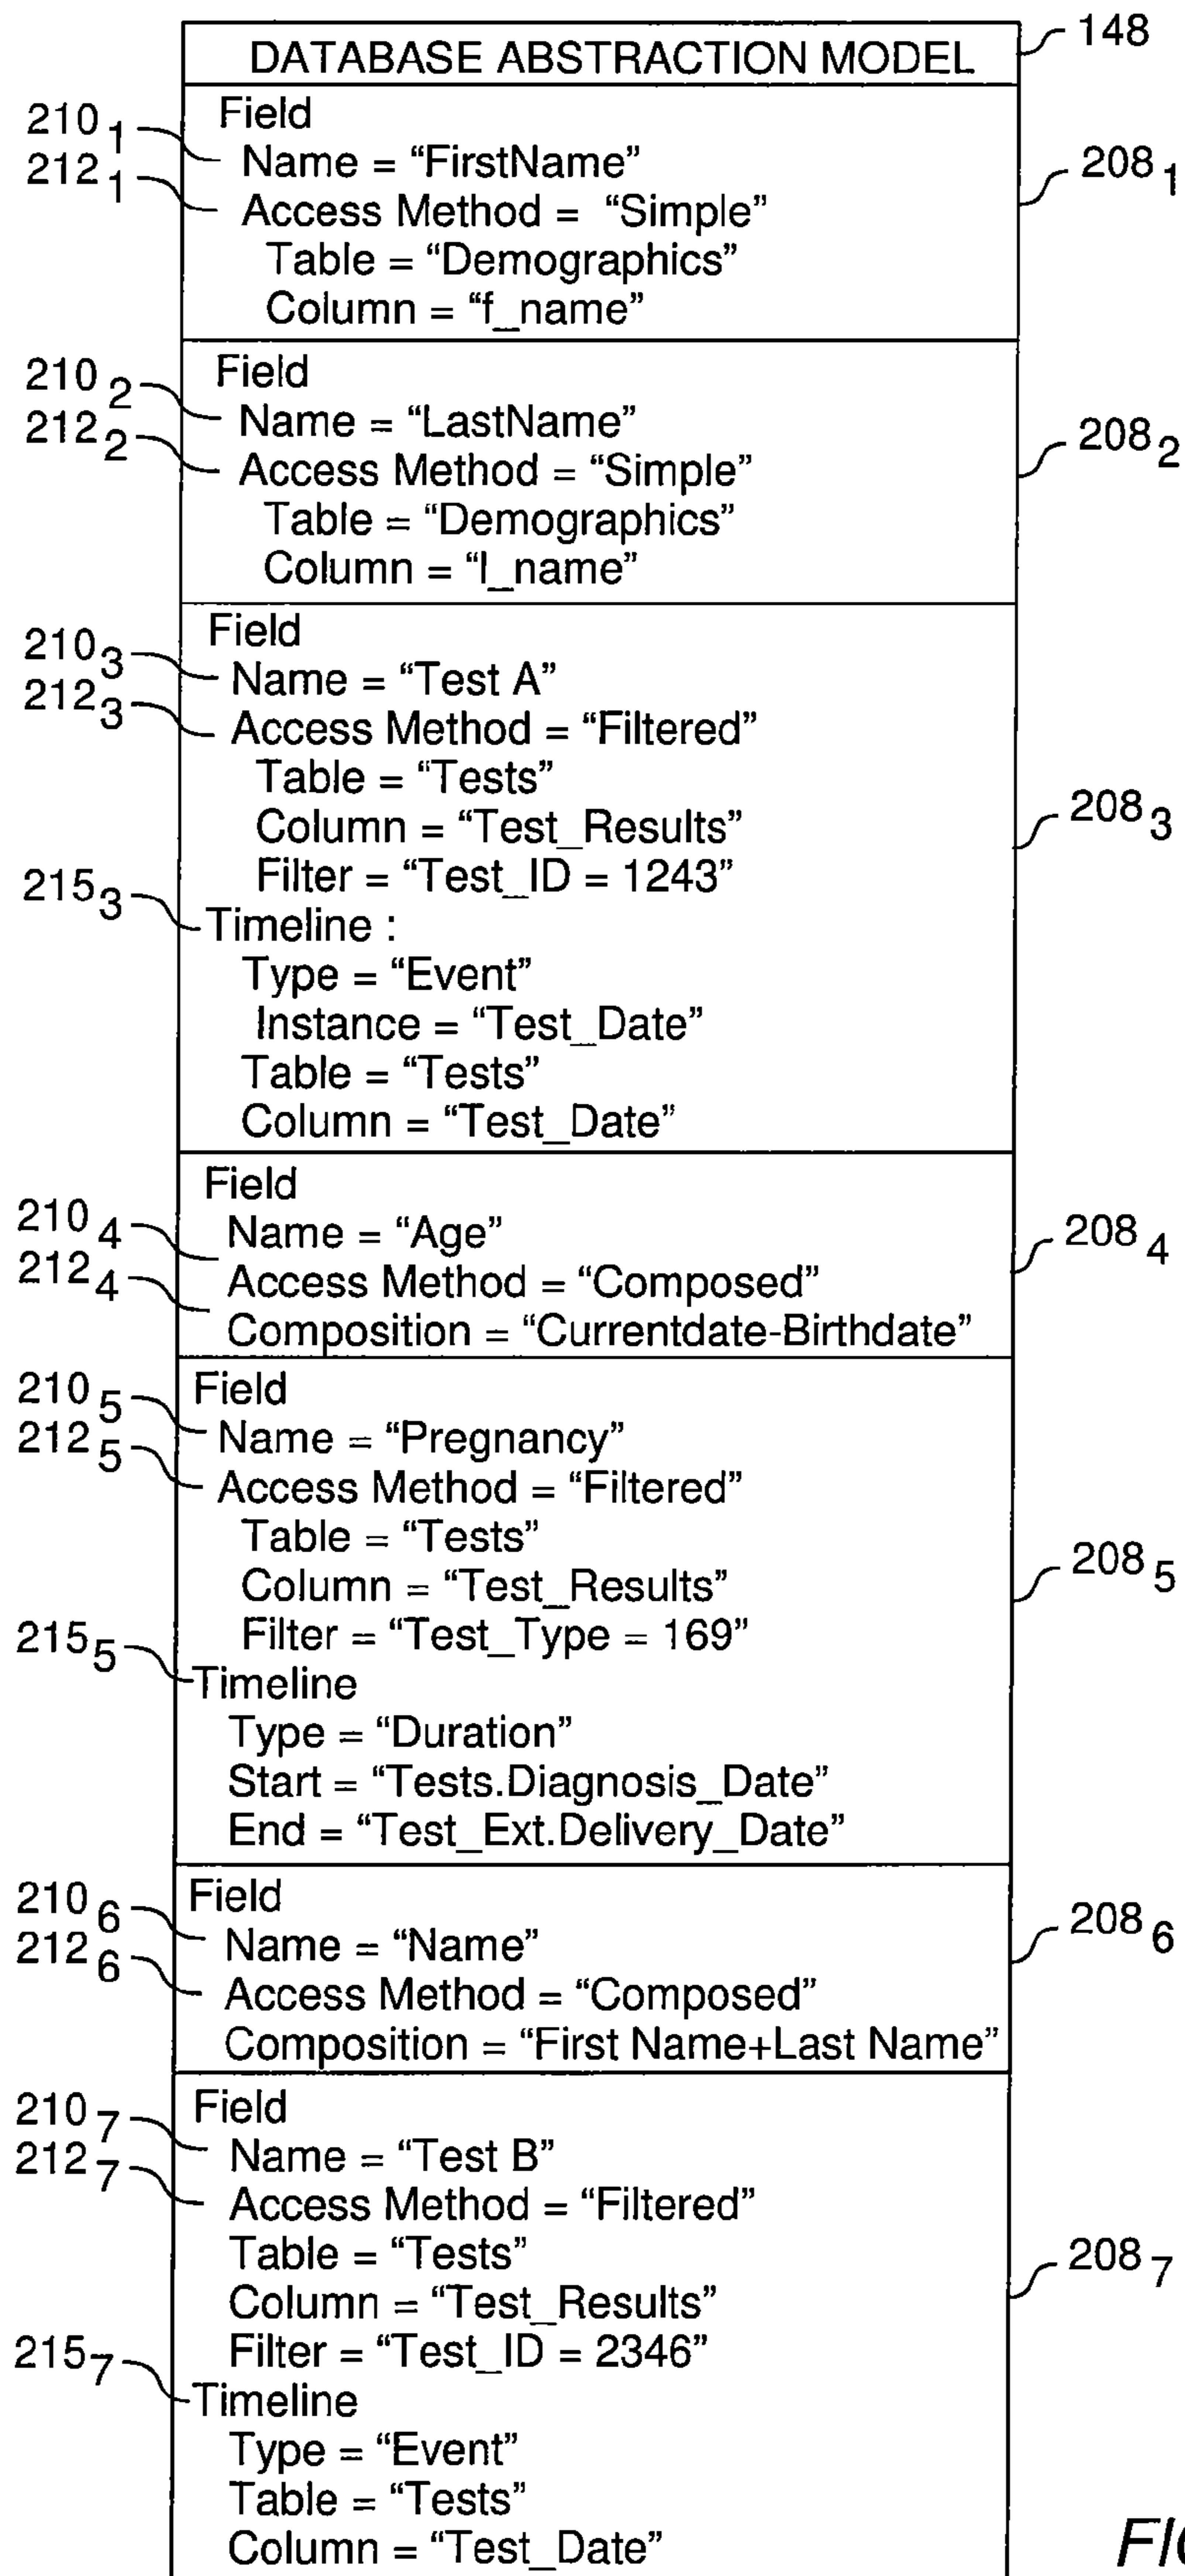 DATABASE ABSTRACTION MODEL
148
Field
210 1
Name = “FirstName”
212 1
Access Method = “Simple”
208 1
Table = “Demographics”
Column = “f_name”
Field
210 2
Name = “LastName”
212 2
Access Method = “Simple”
208 2
Table = “Demographics”
Column = “l_name”
Field
210 3
Name = “Test A”
212 3
Access Method = “Filtered”
Table = “Tests”
208 3
Column = “Test_Results”
Filter = “Test_ID = 1243”
215 3
Timeline :
Type = “Event”
Instance = “Test_Date”
Table = “Tests”
Column = “Test_Date”
Field
210 4
Name = “Age”
208 4
212 4
Access Method = “Composed”
Composition = “Currentdate-Birthdate”
Field
210 5
Name = “Pregnancy”
212 5
Access Method = “Filtered”
Table = “Tests”
Column = “Test_Results”
208 5
Filter = “Test_Type = 169”
215 5
Timeline
Type = “Duration”
Start = “Tests.Diagnosis_Date”
End = “Test_Ext.Delivery_Date”
Field
210 6
Name = “Name”
208 6
212 6
Access Method = “Composed”
Composition = “First Name+Last Name”
Field
210 7
Name = “Test B”
212 7
Access Method = “Filtered”
Table = “Tests”
208 7
Column = “Test_Results”
Filter = “Test_ID = 2346”
215 7
Timeline
Type = “Event”
Table = “Tests”
Column = “Test_Date”